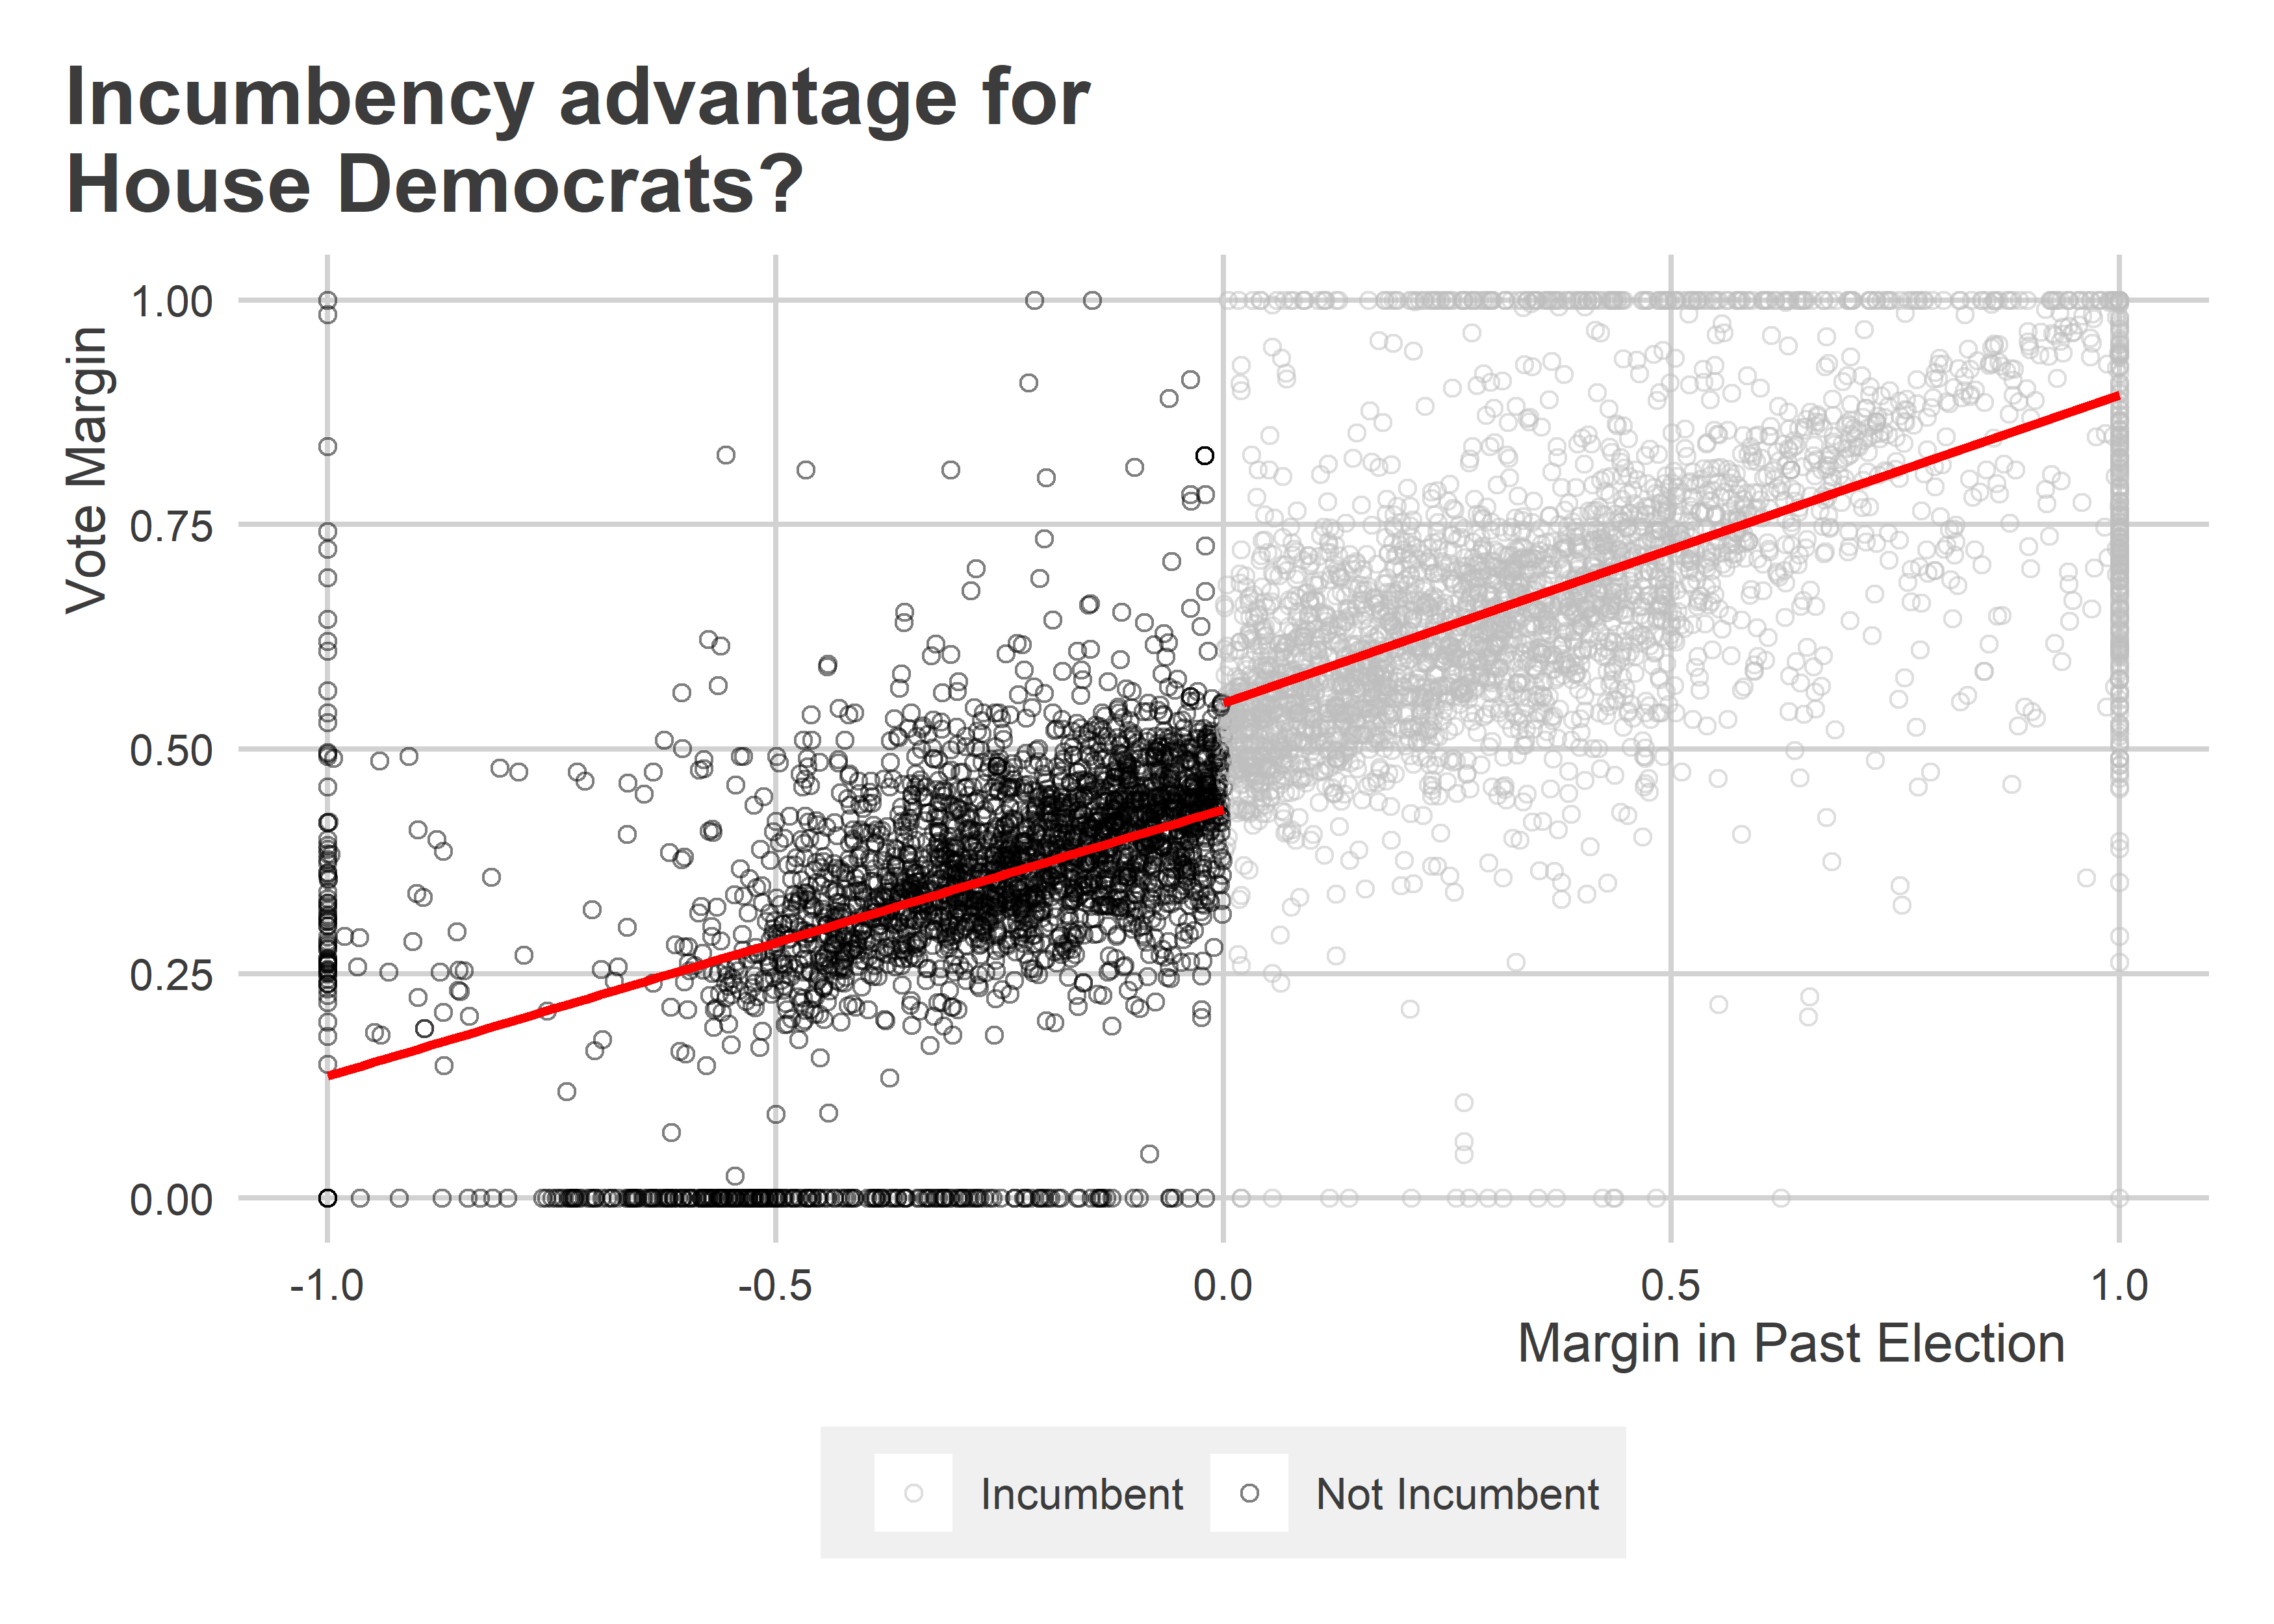 Incumbency advantage for
House Democrats?
Vote Margin
1.00
0.75
0.50
0.25
0.00
-1.0
-0.5
0.0
0.5
1.0
Margin in Past Election
Incumbent
Not Incumbent